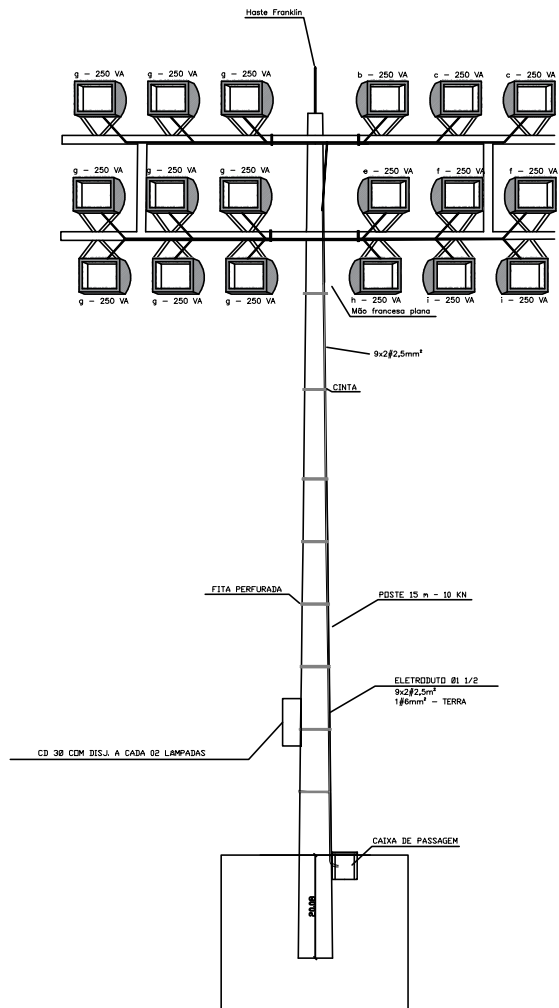 Haste Franklin
g - 250 VA
g - 250 VA
g - 250 VA
b - 250 VA
c - 250 VA
c - 250 VA
g - 250 VA
g - 250 VA
g - 250 VA
e - 250 VA
f - 250 VA
f - 250 VA
g - 250 VA
g - 250 VA
g - 250 VA
h - 250 VA
i - 250 VA
i - 250 VA
Mão francesa plana
9x2#2,5mm²
CINTA
FITA PERFURADA
POSTE 15 m - 10 KN
ELETRODUTO Ø1 1/2
9x2#2,5m²
1#6mm² - TERRA
CD 30 COM DISJ. A CADA 02 LAMPADAS
CAIXA DE PASSAGEM